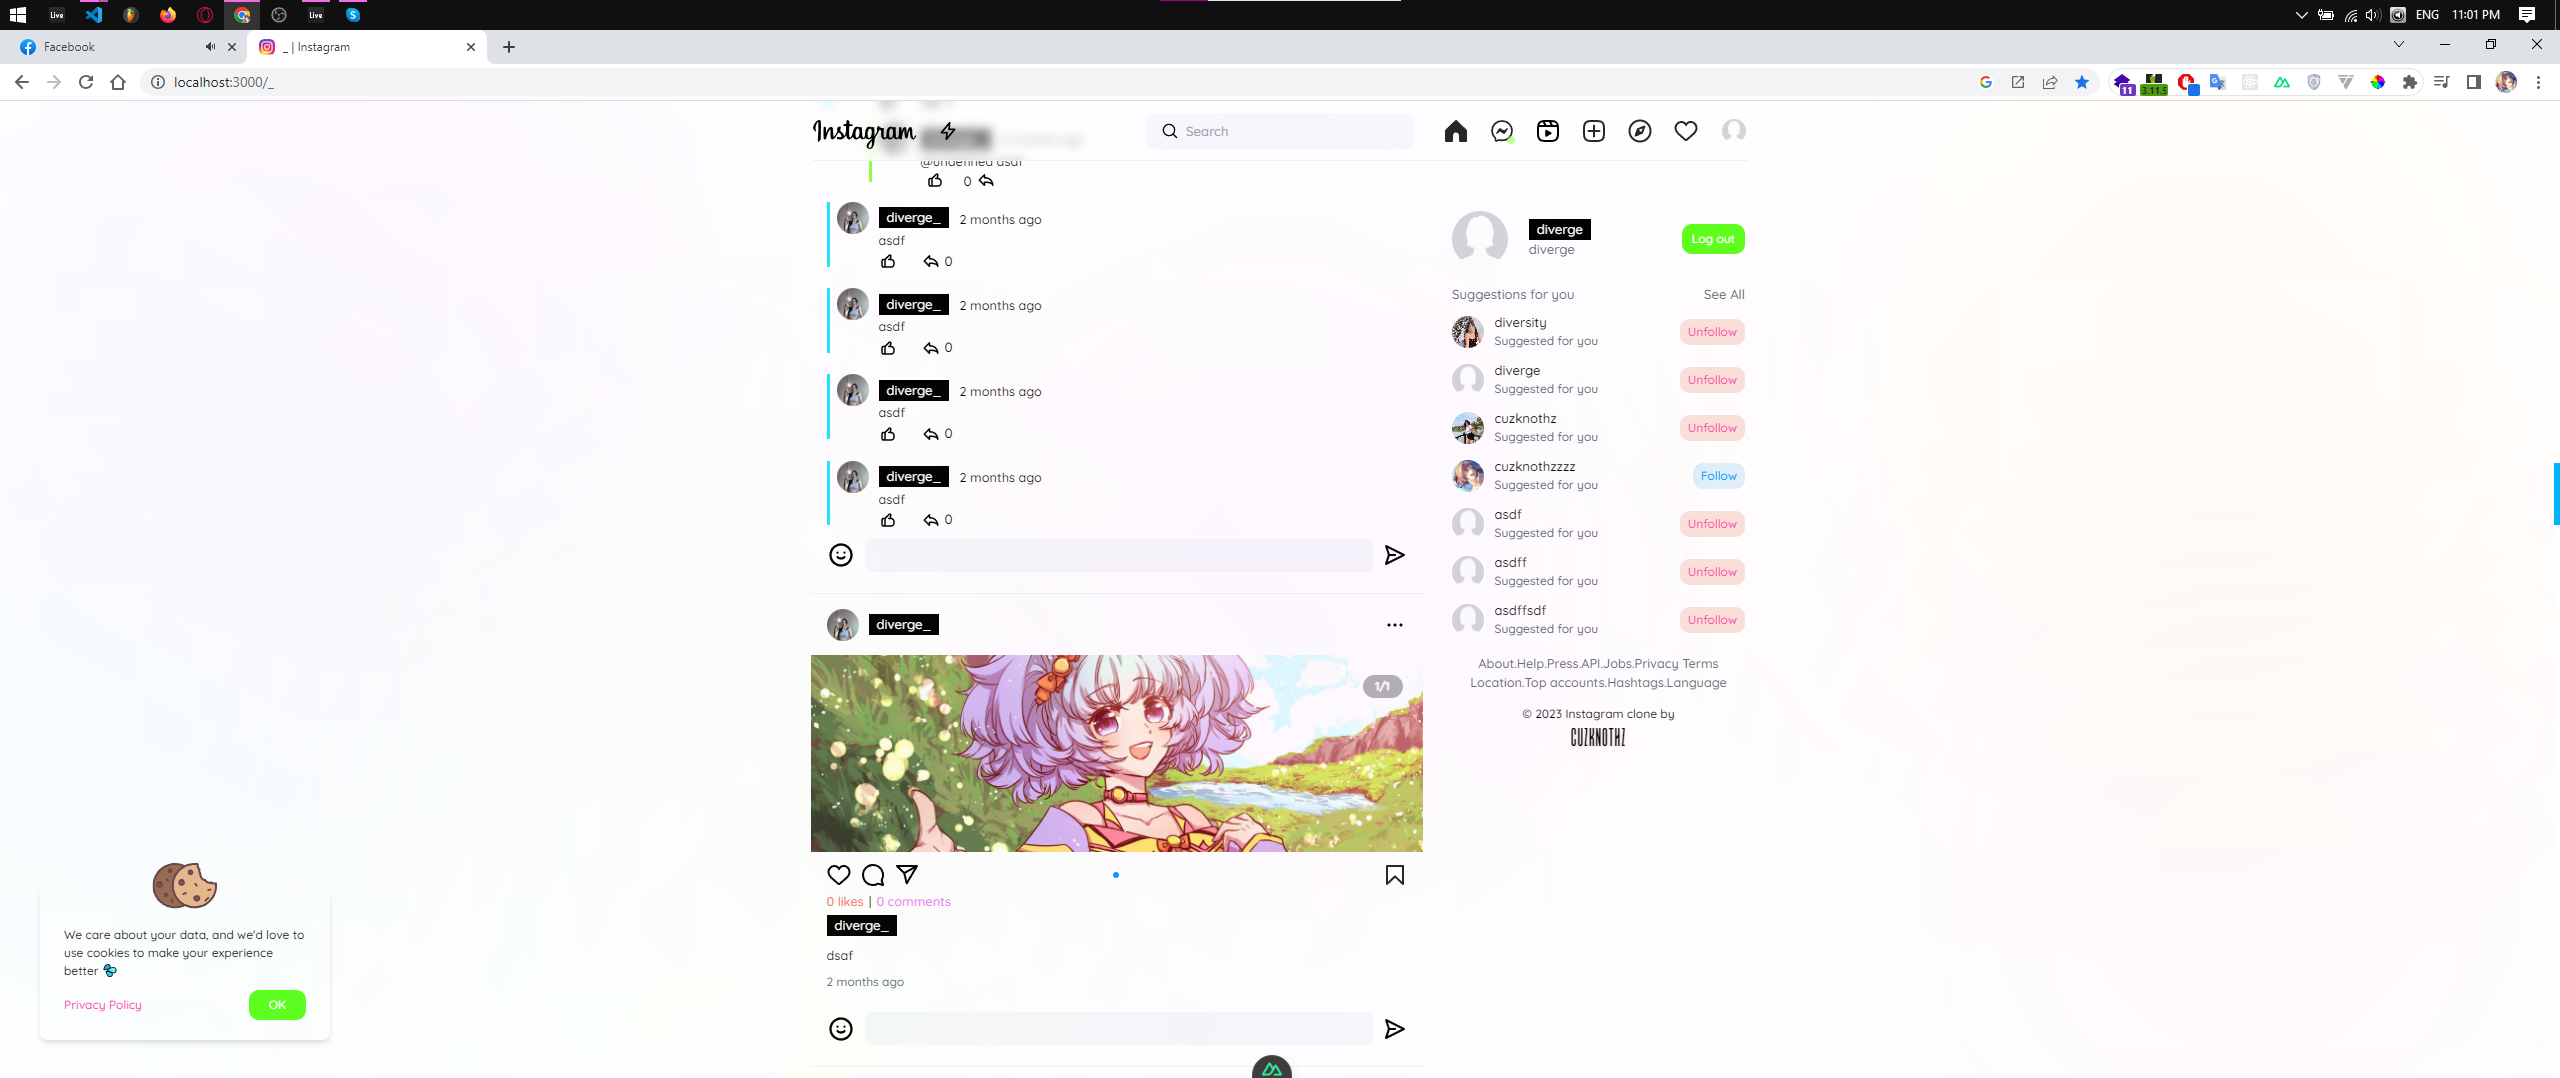 Live
Live
ENG
11:01 PM
Facebook
_ | Instagram
localhost:3000/_
11
3.11.9
Instagram
Search
@undefined asdf
0
diverge_ 2 months ago
asdf
0
diverge_ 2 months ago
asdf
0
diverge_ 2 months ago
asdf
0
diverge_ 2 months ago
asdf
0
diverge_
1/1
0 likes | 0 comments
diverge_
dsaf
2 months ago
diverge
diverge
Log out
Suggestions for you See All
diversity
Suggested for you
Unfollow
diverge
Suggested for you
Unfollow
cuzknothz
Suggested for you
Unfollow
cuzknothzzzz
Suggested for you
Follow
asdf
Suggested for you
Unfollow
asdff
Suggested for you
Unfollow
asdffsdf
Suggested for you
Unfollow
About.Help.Press.API.Jobs.Privacy Terms
Location.Top accounts.Hashtags.Language
© 2023 Instagram clone by
CUZKNOTHZ
We care about your data, and we'd love to
use cookies to make your experience
better
Privacy Policy
OK